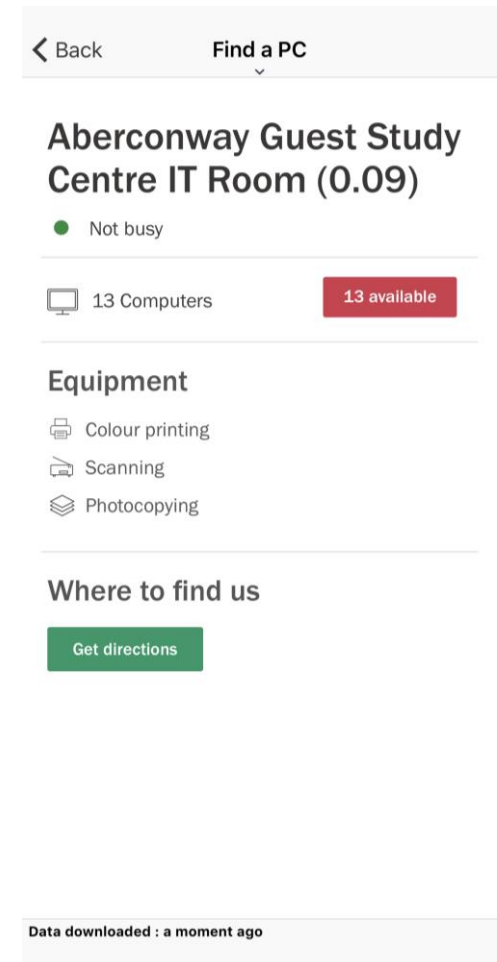 Back
Find a PC
Aberconway Guest Study
Centre IT Room (0.09)
Not busy
13 Computers
13 available
Equipment
Colour printing
Scanning
Photocopying
Where to find us
Get directions
Data downloaded : a moment ago